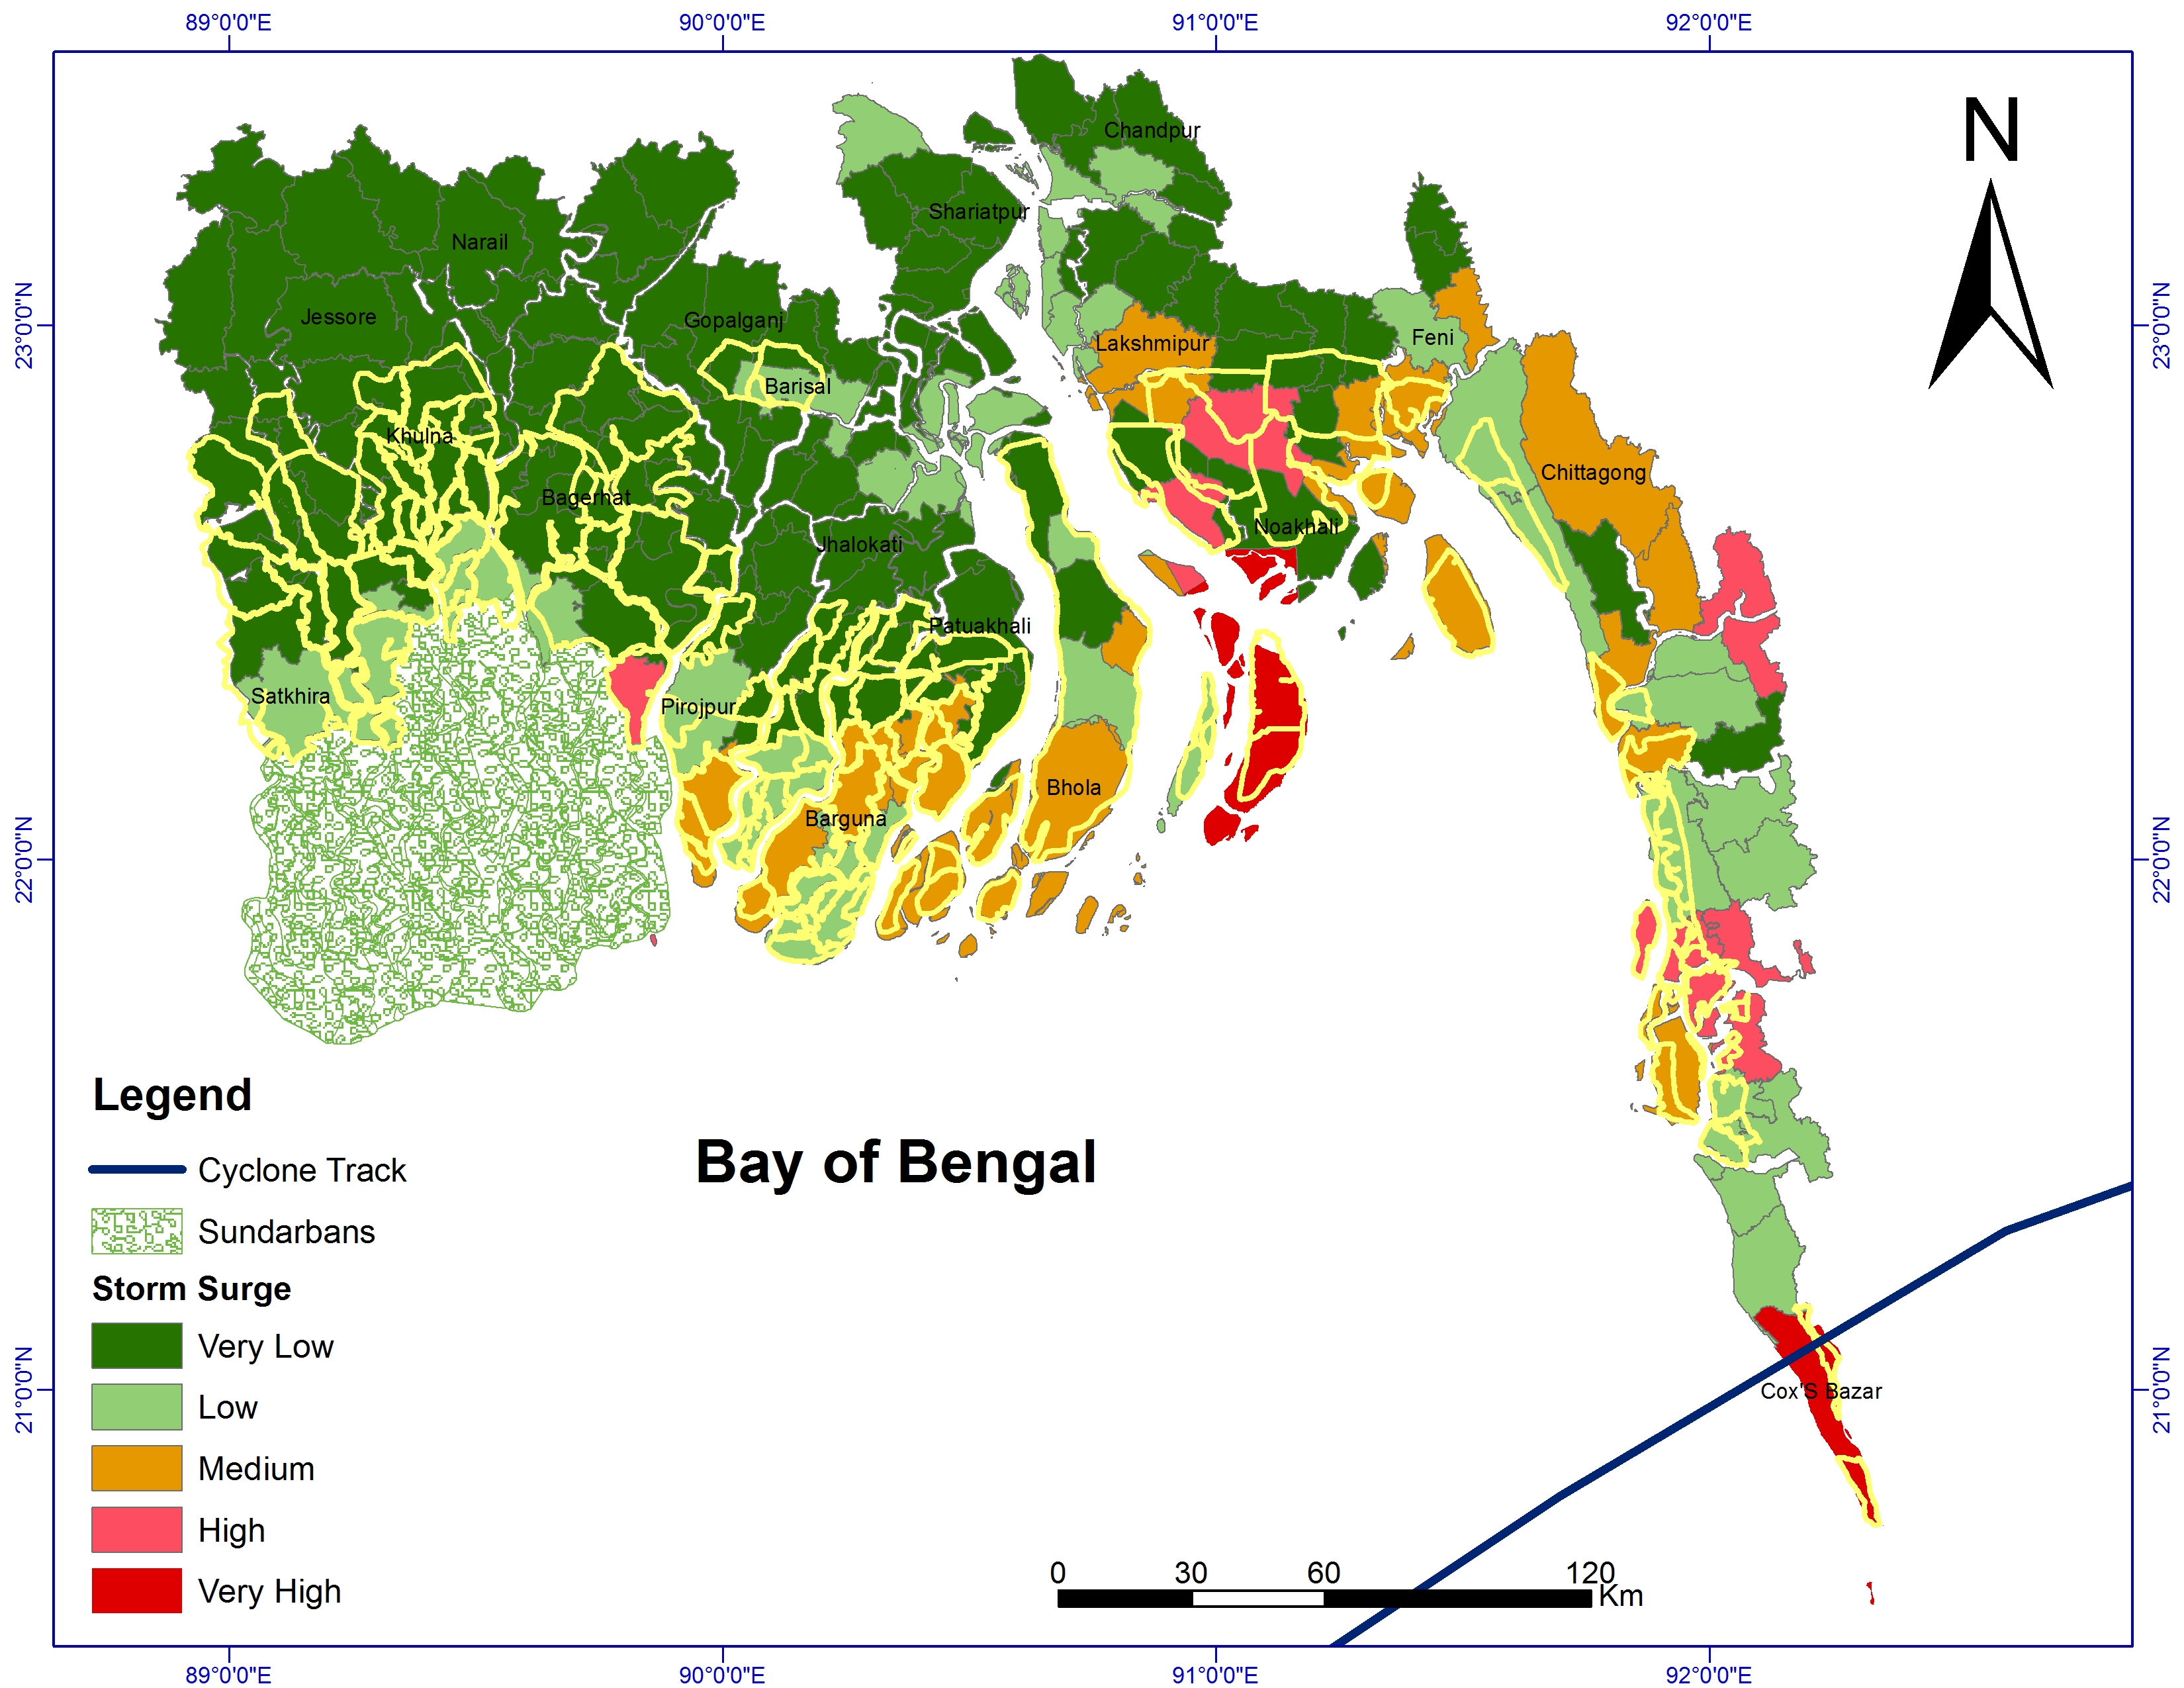 89°0'0"E
90°0'0"E
91°0'0"E
92°0'0"E
N
Chandpur
Shariatpur
Narail
Jessore
Gopalganj
Lakshmipur
Feni
Barisal
Khulna
Chittagong
Bagerhat
Noakhali
Jhalokati
Patuakhali
Satkhira
Pirojpur
Bhola
Barguna
23°0'0"N
23°0'0"N
22°0'0"N
22°0'0"N
21°0'0"N
21°0'0"N
Bay of Bengal
Cox'S Bazar
Legend
Cyclone Track
Sundarbans
Storm Surge
Very Low
Low
Medium
High
Very High
0 30 60 120
Km
89°0'0"E
90°0'0"E
91°0'0"E
92°0'0"E